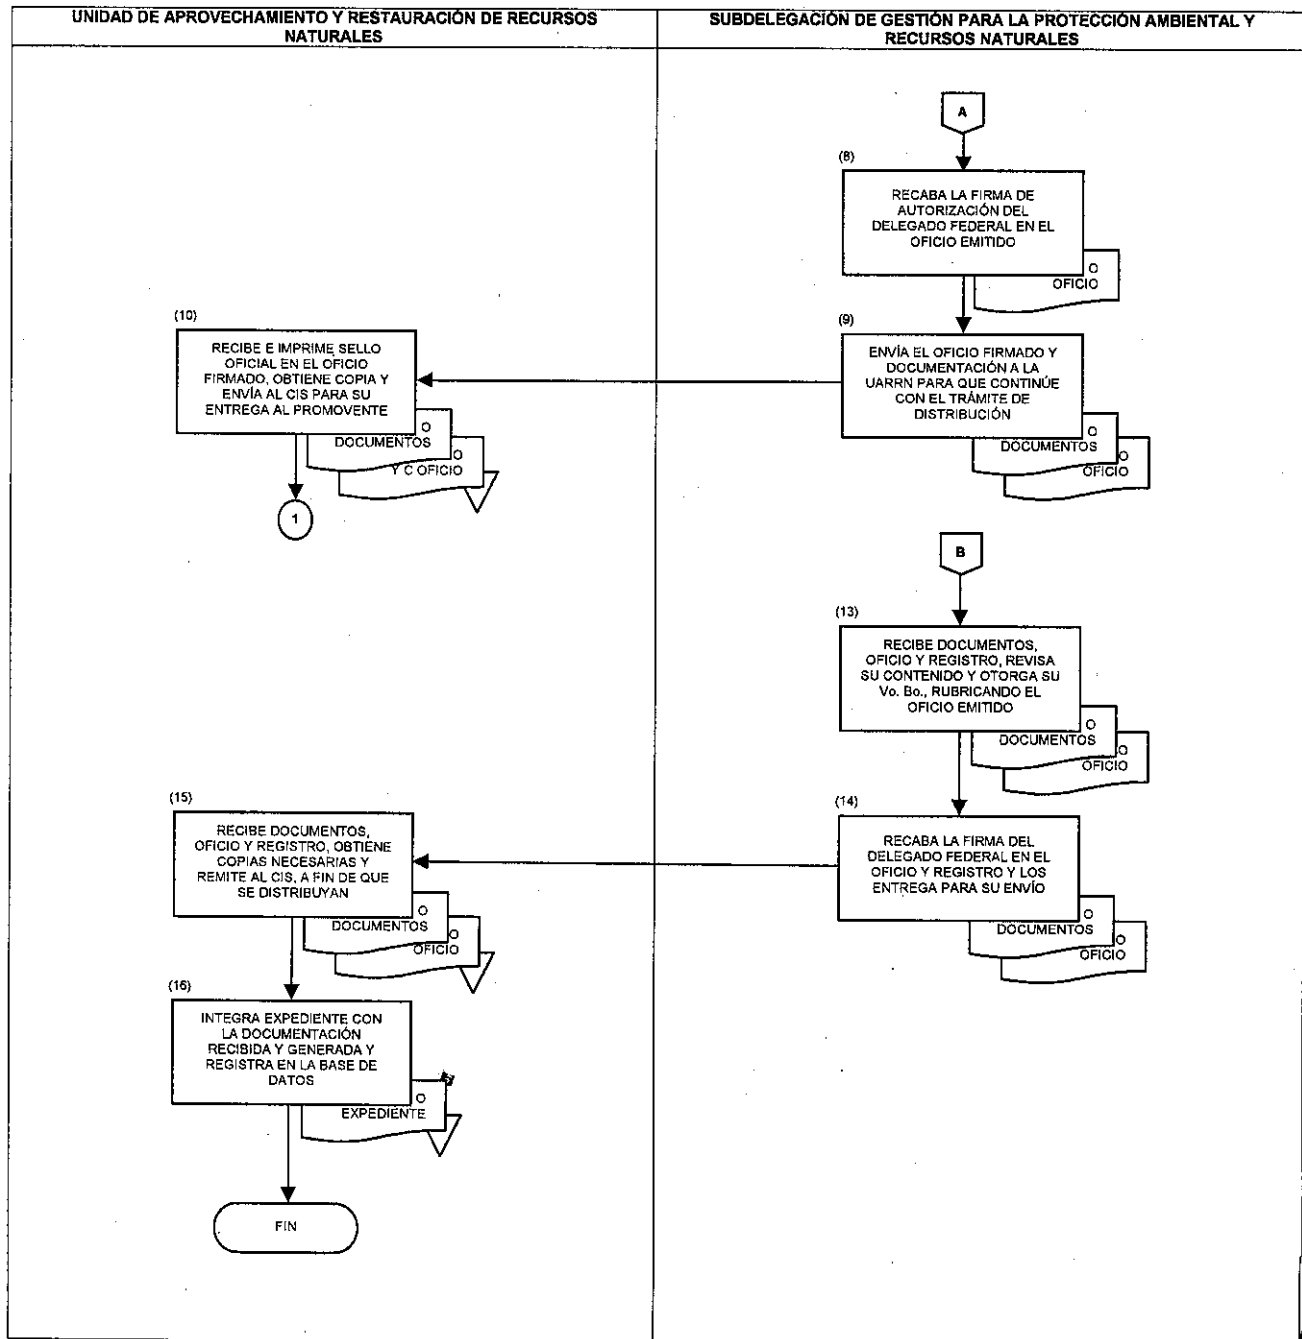 UNIDAD DE APROVECHAMIENTO Y RESTAURACIÓN DE RECURSOS
NATURALES
SUBDELEGACIÓN DE GESTIÓN PARA LA PROTECCIÓN AMBIENTAL Y
RECURSOS NATURALES
A
(8)
RECABA LA FIRMA DE
AUTORIZACIÓN DEL
DELEGADO FEDERAL EN EL
OFICIO EMITIDO
O
OFICIO
(9)
ENVÍA EL OFICIO FIRMADO Y
DOCUMENTACIÓN A LA
UARRN PARA QUE CONTINÚE
CON EL TRÁMITE DE
DISTRIBUCIÓN
O
DOCUMENTOS
O
OFICIO
(10)
RECIBE E IMPRIME SELLO
OFICIAL EN EL OFICIO
FIRMADO, OBTIENE COPIA Y
ENVÍA AL CIS PARA SU
ENTREGA AL PROMOVENTE
O
DOCUMENTOS
O
Y C OFICIO
1
B
(13)
RECIBE DOCUMENTOS,
OFICIO Y REGISTRO, REVISA
SU CONTENIDO Y OTORGA SU
Vo. Bo., RUBRICANDO EL
OFICIO EMITIDO
O
DOCUMENTOS
O
OFICIO
(14)
RECABA LA FIRMA DEL
DELEGADO FEDERAL EN EL
OFICIO Y REGISTRO Y LOS
ENTREGA PARA SU ENVÍO
O
DOCUMENTOS
O
OFICIO
(15)
RECIBE DOCUMENTOS,
OFICIO Y REGISTRO, OBTIENE
COPIAS NECESARIAS Y
REMITE AL CIS, A FIN DE QUE
SE DISTRIBUYAN
O
DOCUMENTOS
O
OFICIO
(16)
INTEGRA EXPEDIENTE CON
LA DOCUMENTACIÓN
RECIBIDA Y GENERADA Y
REGISTRA EN LA BASE DE
DATOS
O
EXPEDIENTE
FIN